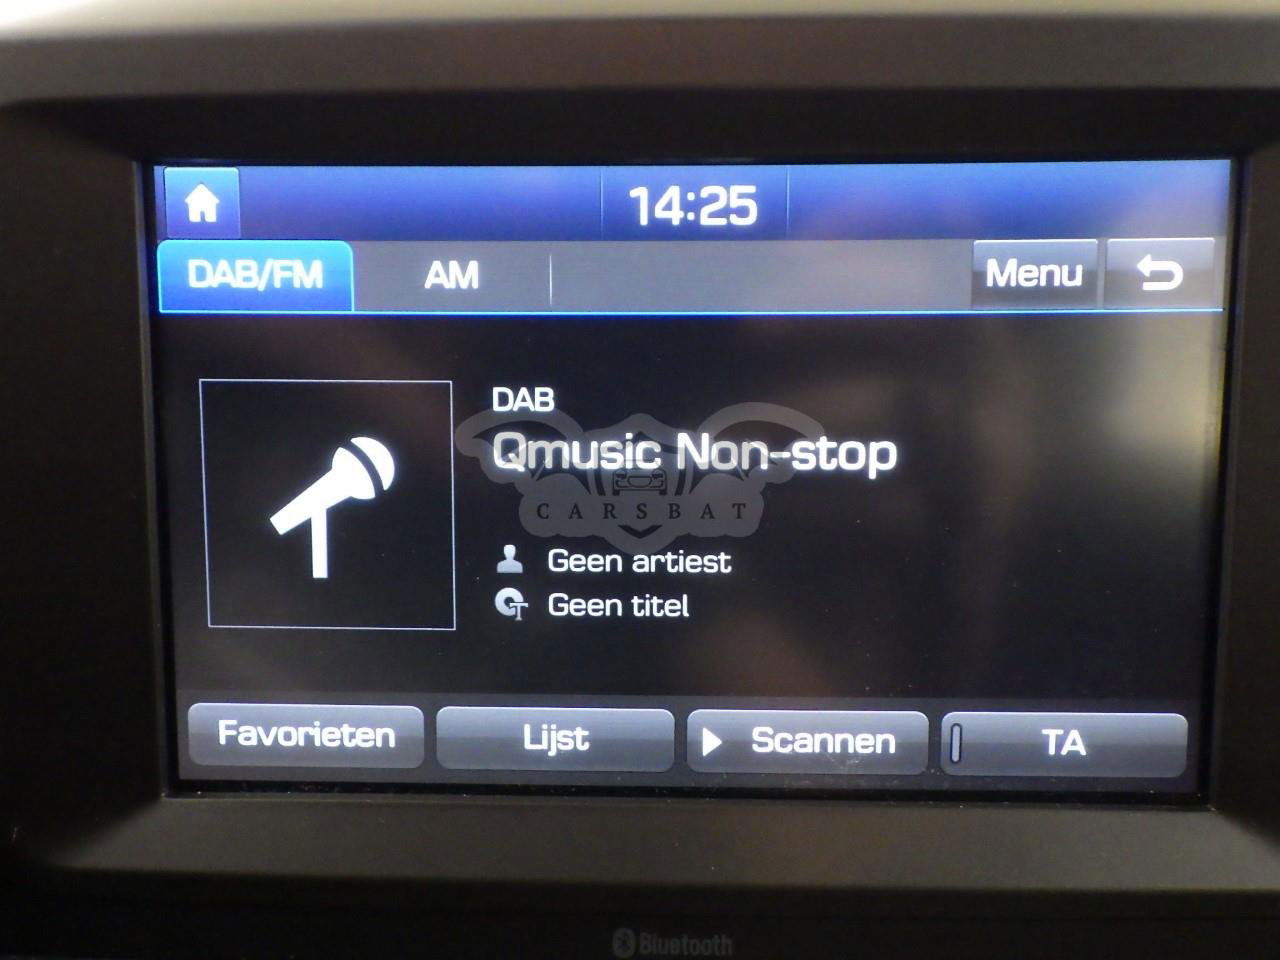 14:25
DAB/FM AM Menu
DAB
Qmusic Non-stop
CARSBAT
Geen artiest
Geen titel
Favorieten Lijst Scannen TA
Bluetooth